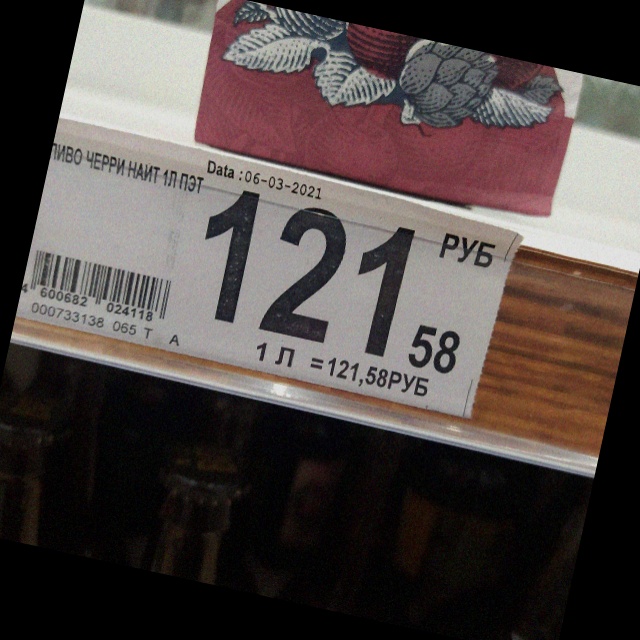 ПИВО ЧЕРРИ НАИТ 1Л ПЭТ
Data :06-03-2021
121 58
РУБ
4 600682 024118
000733138 065 T A
1 Л =121,58РУБ